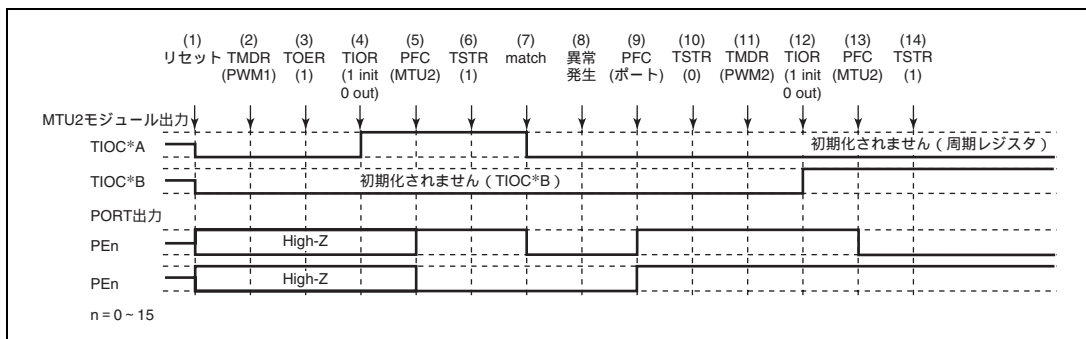 (1) (2) (3) (4) (5) (6) (7) (8) (9) (10) (11) (12) (13) (14)
リセット TMDR TOER TIOR PFC TSTR match 異常 PFC TSTR TMDR TIOR PFC TSTR
(PWM1) (1) (1 init (MTU2) (1) 発生 (ポート) (0) (PWM2) (1 init (MTU2) (1)
0 out) 0 out)
MTU2モジュール出力
TIOC*A 初期化されません(周期レジスタ)
TIOC*B 初期化されません(TIOC*B)
PORT出力
PEn High-Z
PEn High-Z
n = 0 ~ 15